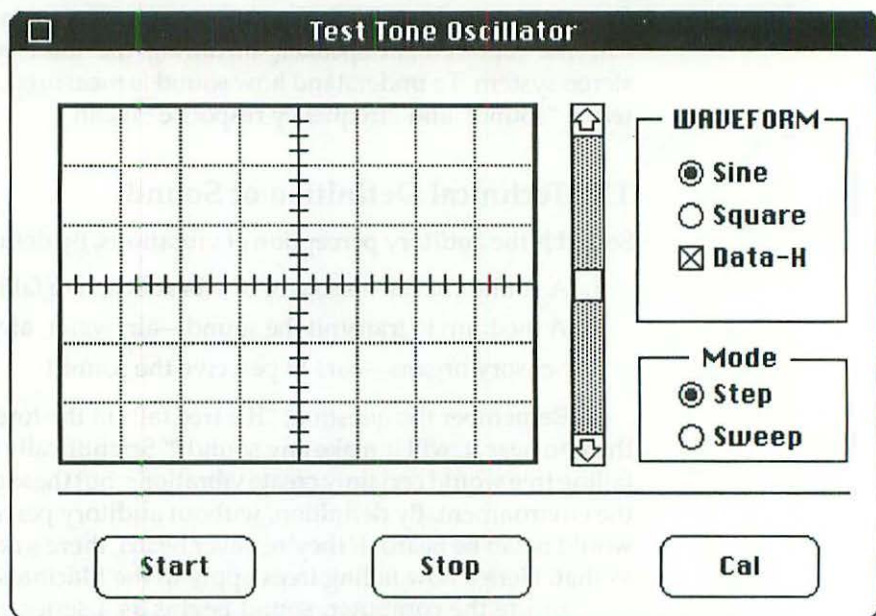 Test Tone Oscillator
WAVEFORM
Sine
Square
Data-H
Mode
Step
Sweep
Start
Stop
Cal